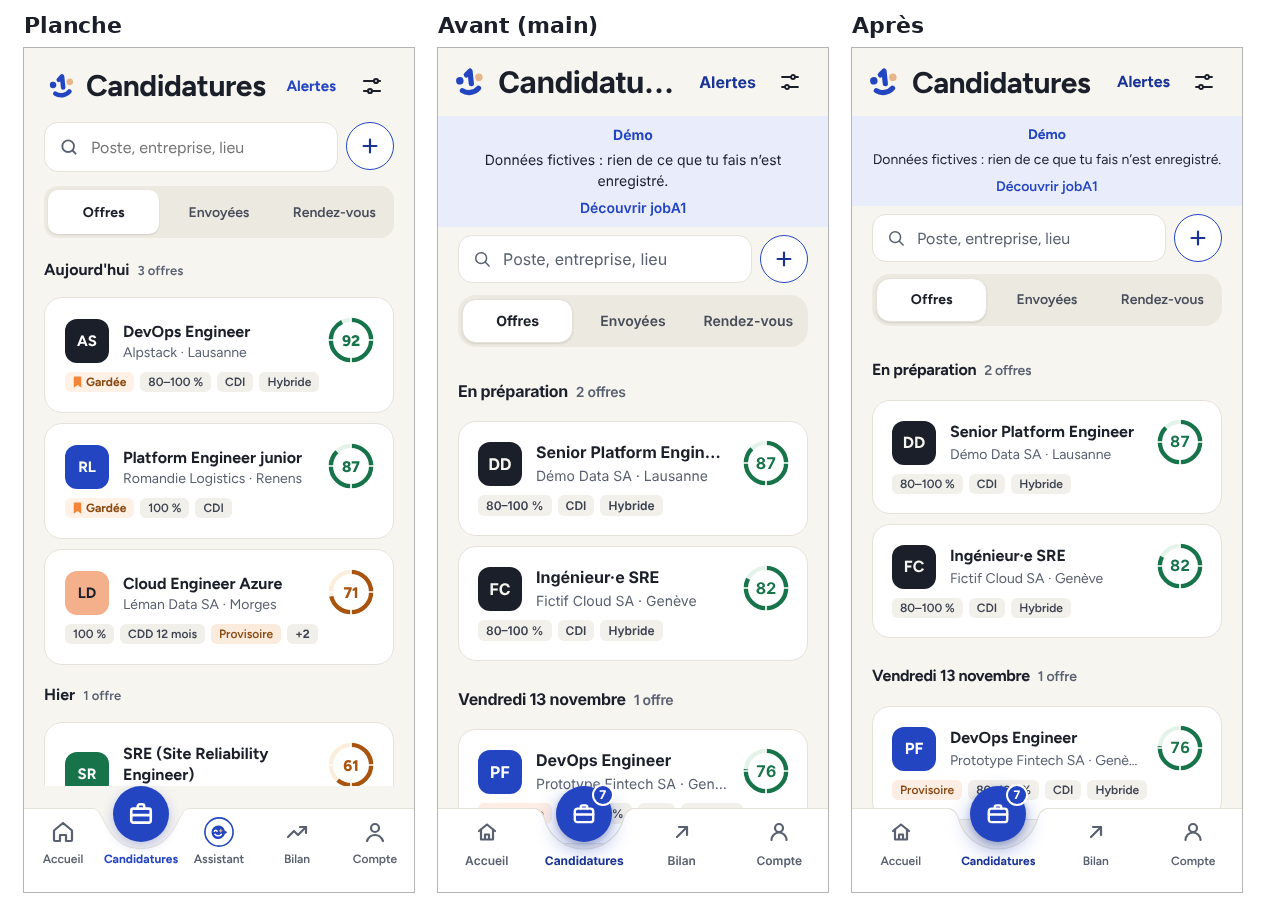 Planche
Candidatures
Alertes
Poste, entreprise, lieu
Offres
Envoyées
Rendez-vous
Aujourd'hui 3 offres
AS
DevOps Engineer
92
Alpstack · Lausanne
Gardée
80–100 %
CDI
Hybride
RL
Platform Engineer junior
87
Romandie Logistics · Renens
Gardée
100 %
CDI
LD
Cloud Engineer Azure
71
Léman Data SA · Morges
100 %
CDD 12 mois
Provisoire
+2
Hier 1 offre
SR
SRE (Site Reliability
Engineer)
61
Accueil
Candidatures
Assistant
Bilan
Compte
Avant (main)
Candidatu...
Alertes
Démo
Données fictives : rien de ce que tu fais n’est
enregistré.
Découvrir jobA1
Poste, entreprise, lieu
Offres
Envoyées
Rendez-vous
En préparation 2 offres
DD
Senior Platform Engin...
87
Démo Data SA · Lausanne
80–100 %
CDI
Hybride
FC
Ingénieur·e SRE
82
Fictif Cloud SA · Genève
80–100 %
CDI
Hybride
Vendredi 13 novembre 1 offre
PF
DevOps Engineer
76
Prototype Fintech SA · Gen...
7
Accueil
Candidatures
Bilan
Compte
Après
Candidatures
Alertes
Démo
Données fictives : rien de ce que tu fais n’est enregistré.
Découvrir jobA1
Poste, entreprise, lieu
Offres
Envoyées
Rendez-vous
En préparation 2 offres
DD
Senior Platform Engineer
87
Démo Data SA · Lausanne
80–100 %
CDI
Hybride
FC
Ingénieur·e SRE
82
Fictif Cloud SA · Genève
80–100 %
CDI
Hybride
Vendredi 13 novembre 1 offre
PF
DevOps Engineer
76
Prototype Fintech SA · Genè...
Provisoire
CDI
Hybride
7
Accueil
Candidatures
Bilan
Compte